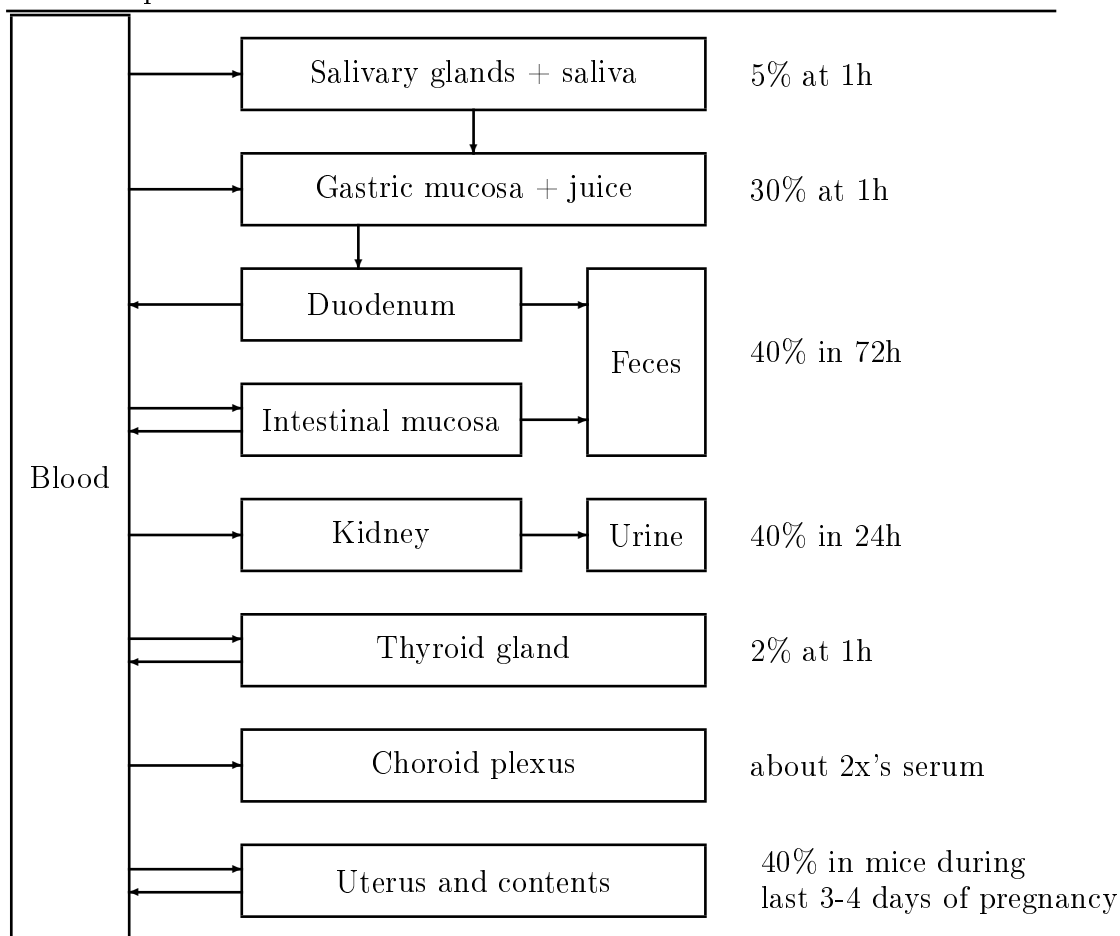 Salivary glands + saliva
5% at 1h
Gastric mucosa + juice
30% at 1h
Duodenum
Feces
40% in 72h
Intestinal mucosa
Blood
Kidney
Urine
40% in 24h
Thyroid gland
2% at 1h
Choroid plexus
about 2x's serum
Uterus and contents
40% in mice during
last 3-4 days of pregnancy